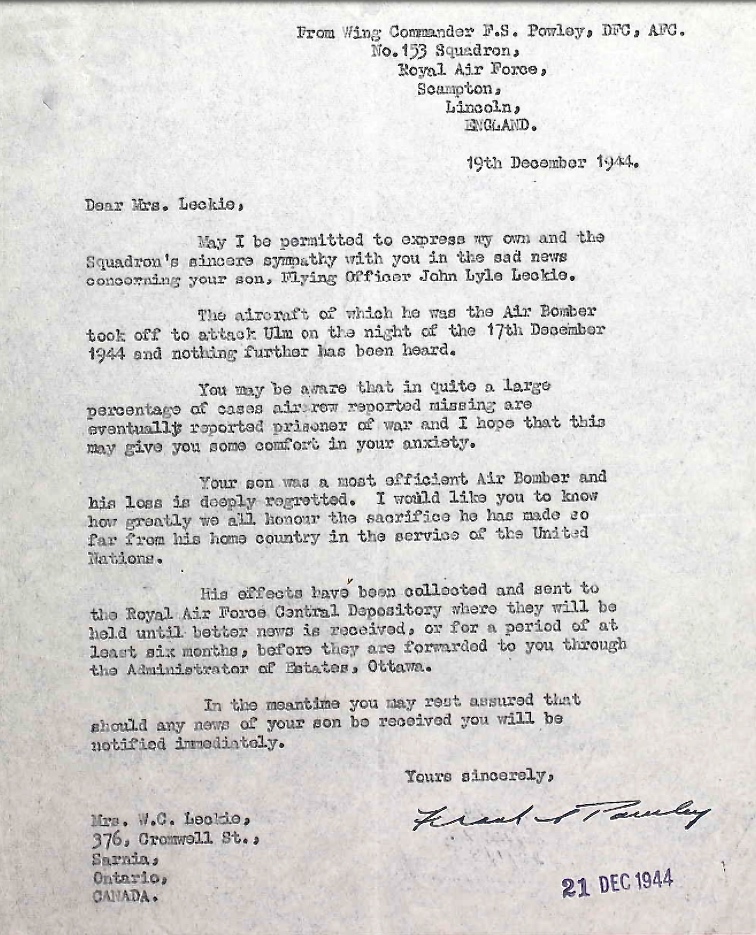 From Wing Commander F.S. Powley, DFC, AFC.
No.153 Squadron,
Royal Air Force,
Scampton,
Lincoln,
ENGLAND.
19th December 1944.
Dear Mrs. Leckie,
May I be permitted to express my own and the
Squadron's sincere sympathy with you in the sad news
concerning your son, Flying Officer John Lyle Leckie.
The aircraft of which he was the Air Bomber
took off to attack Ulm on the night of the 17th December
1944 and nothing further has been heard.
You may be aware that in quite a large
percentage of cases aircrew reported missing are
eventually reported prisoner of war and I hope that this
may give you some comfort in your anxiety.
Your son was a most efficient Air Bomber and
his loss is deeply regretted. I would like you to know
how greatly we all honour the sacrifice he has made so
far from his home country in the service of the United
Nations.
His effects have been collected and sent to
the Royal Air Force Central Depository where they will be
held until better news is received, or for a period of at
least six months, before they are forwarded to you through
the Administrator of Estates, Ottawa.
In the meantime you may rest assured that
should any news of your son be received you will be
notified immediately.
Yours sincerely,
Frank S Powley
Mrs. W.C. Leckie,
376, Cromwell St.,
Sarnia,
Ontario,
CANADA.
21 DEC 1944